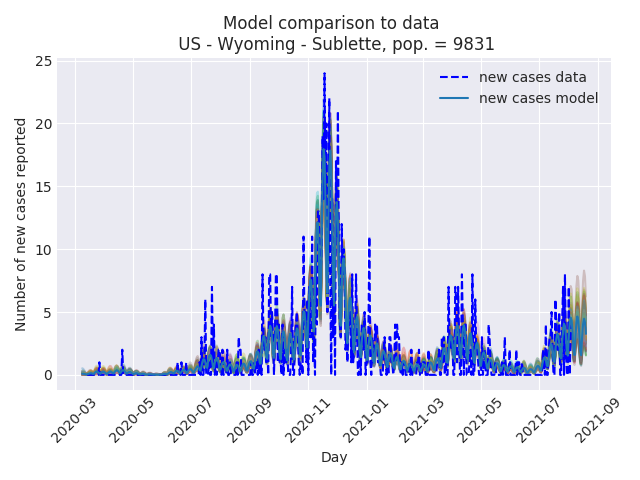 Model comparison to data
US - Wyoming - Sublette, pop. = 9831
Number of new cases reported
25
20
15
10
5
0
new cases data
new cases model
2020-03
2020-05
2020-07
2020-09
2020-11
2021-01
2021-03
2021-05
2021-07
2021-09
Day